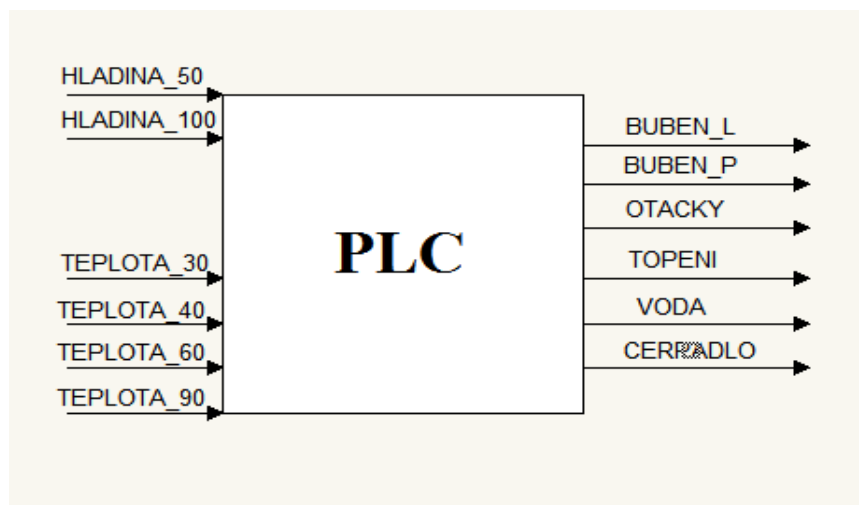 HLADINA_50
HLADINA_100
TEPLOTA_30
TEPLOTA_40
TEPLOTA_60
TEPLOTA_90
PLC
BUBEN_L
BUBEN_P
OTACKY
TOPENI
VODA